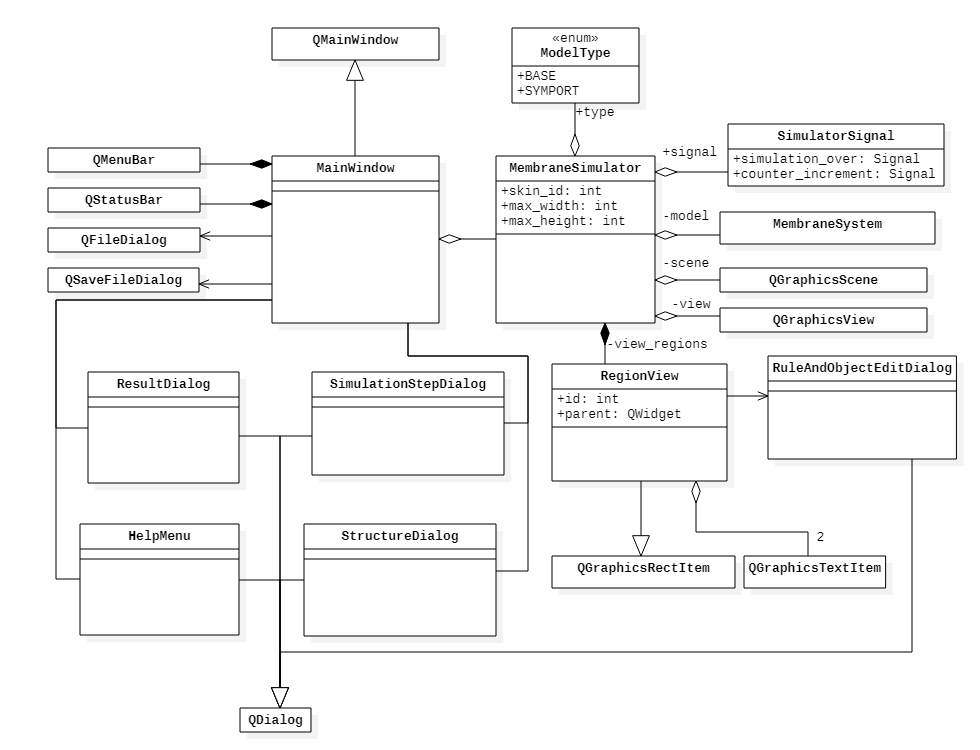 QMainWindow
«enum»
ModelType
+BASE
+SYMPORT
+type
QMenuBar
QStatusBar
QFileDialog
QSaveFileDialog
MainWindow
MembraneSimulator
+skin_id: int
+max_width: int
+max_height: int
+signal
SimulatorSignal
+simulation_over: Signal
+counter_increment: Signal
-model
MembraneSystem
-scene
QGraphicsScene
-view
QGraphicsView
-view_regions
RegionView
+id: int
+parent: QWidget
RuleAndObjectEditDialog
ResultDialog
SimulationStepDialog
HelpMenu
StructureDialog
2
QGraphicsRectItem
QGraphicsTextItem
QDialog